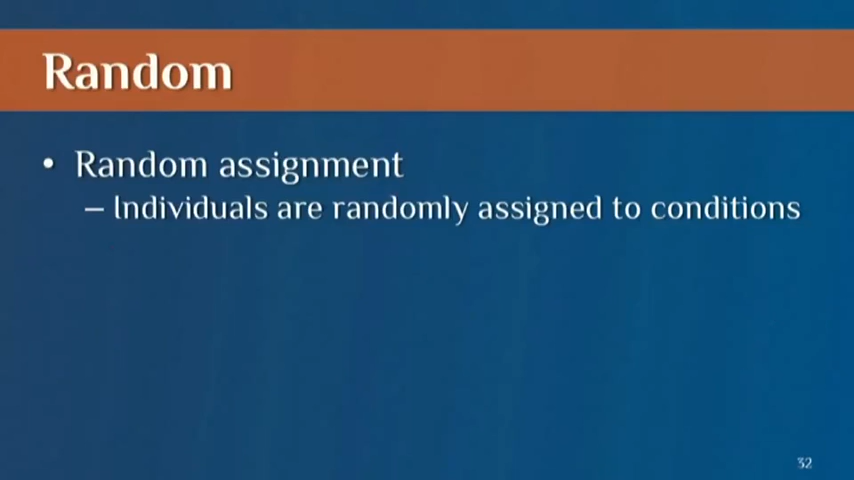 Random
• Random assignment
– Individuals are randomly assigned to conditions
32